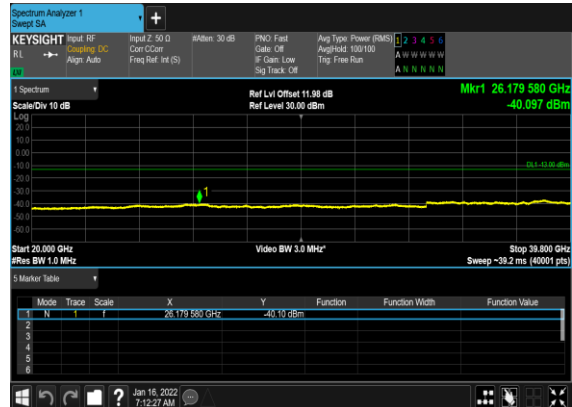 Spectrum Analyzer 1
Swept SA
+
KEYSIGHT Input: RF Input Z: 50 Ω #Atten: 30 dB PNO: Fast Avg Type: Power (RMS) 1 2 3 4 5 6
RL Coupling: DC Corr CCorr Gate: Off Avg|Hold: 100/100 A W W W W W
Align: Auto Freq Ref: Int (S) IF Gain: Low Trig: Free Run
Sig Track: Off A N N N N N
1 Spectrum Ref Lvl Offset 11.98 dB Mkr1 26.179 580 GHz
Scale/Div 10 dB Ref Level 30.00 dBm -40.097 dBm
Log
20.0
10.0
0.00
-10.0 DL1 -13.00 dBm
-20.0
-30.0 1
-40.0
-50.0
-60.0
Start 20.000 GHz Video BW 3.0 MHz* Stop 39.800 GHz
#Res BW 1.0 MHz Sweep ~39.2 ms (40001 pts)
5 Marker Table
Mode Trace Scale X Y Function Function Width Function Value
1 N 1 f 26.179 580 GHz -40.10 dBm
2
3
4
5
6
? Jan 16, 2022
7:12:27 AM